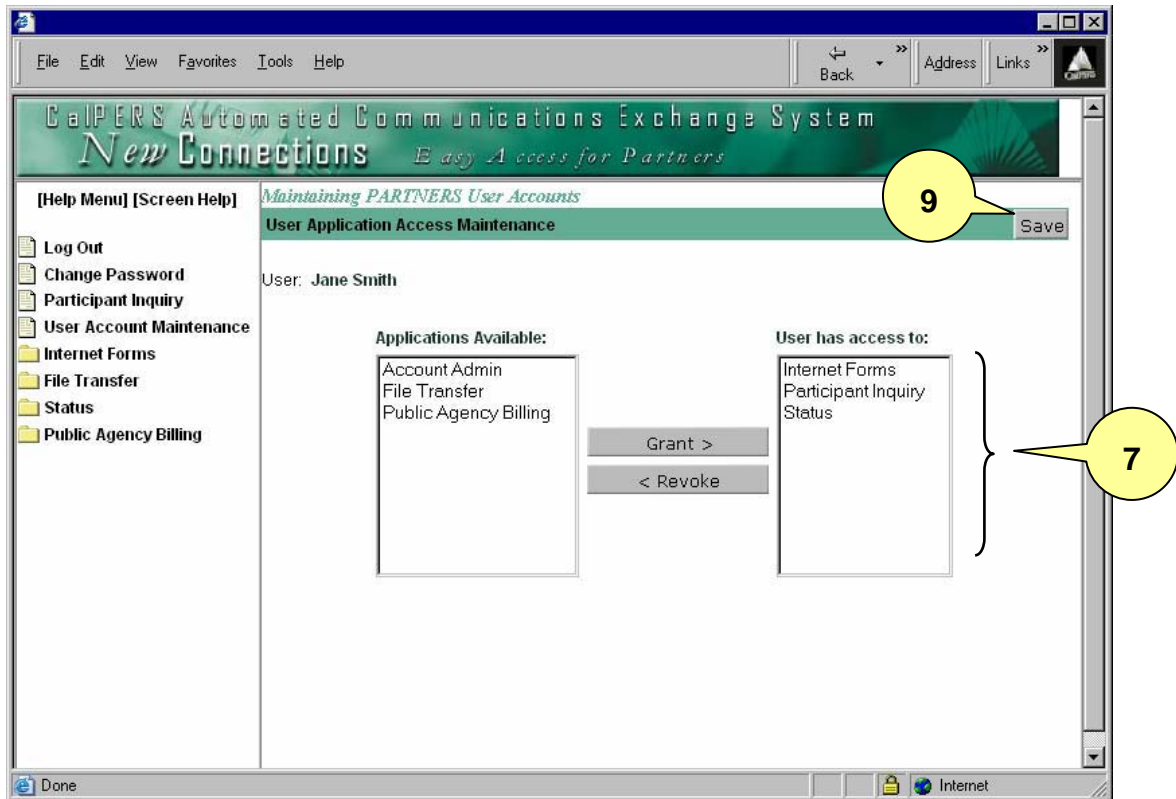 File Edit View Favorites Tools Help
Back
»
Address
Links
»
CalPERS Automated Communications Exchange System
New Connections Easy Access for Partners
[Help Menu] [Screen Help]
Log Out
Change Password
Participant Inquiry
User Account Maintenance
Internet Forms
File Transfer
Status
Public Agency Billing
Maintaining PARTNERS User Accounts
User Application Access Maintenance
Save
9
User: Jane Smith
Applications Available:
Account Admin
File Transfer
Public Agency Billing
Grant >
< Revoke
User has access to:
Internet Forms
Participant Inquiry
Status
7
Done
Internet